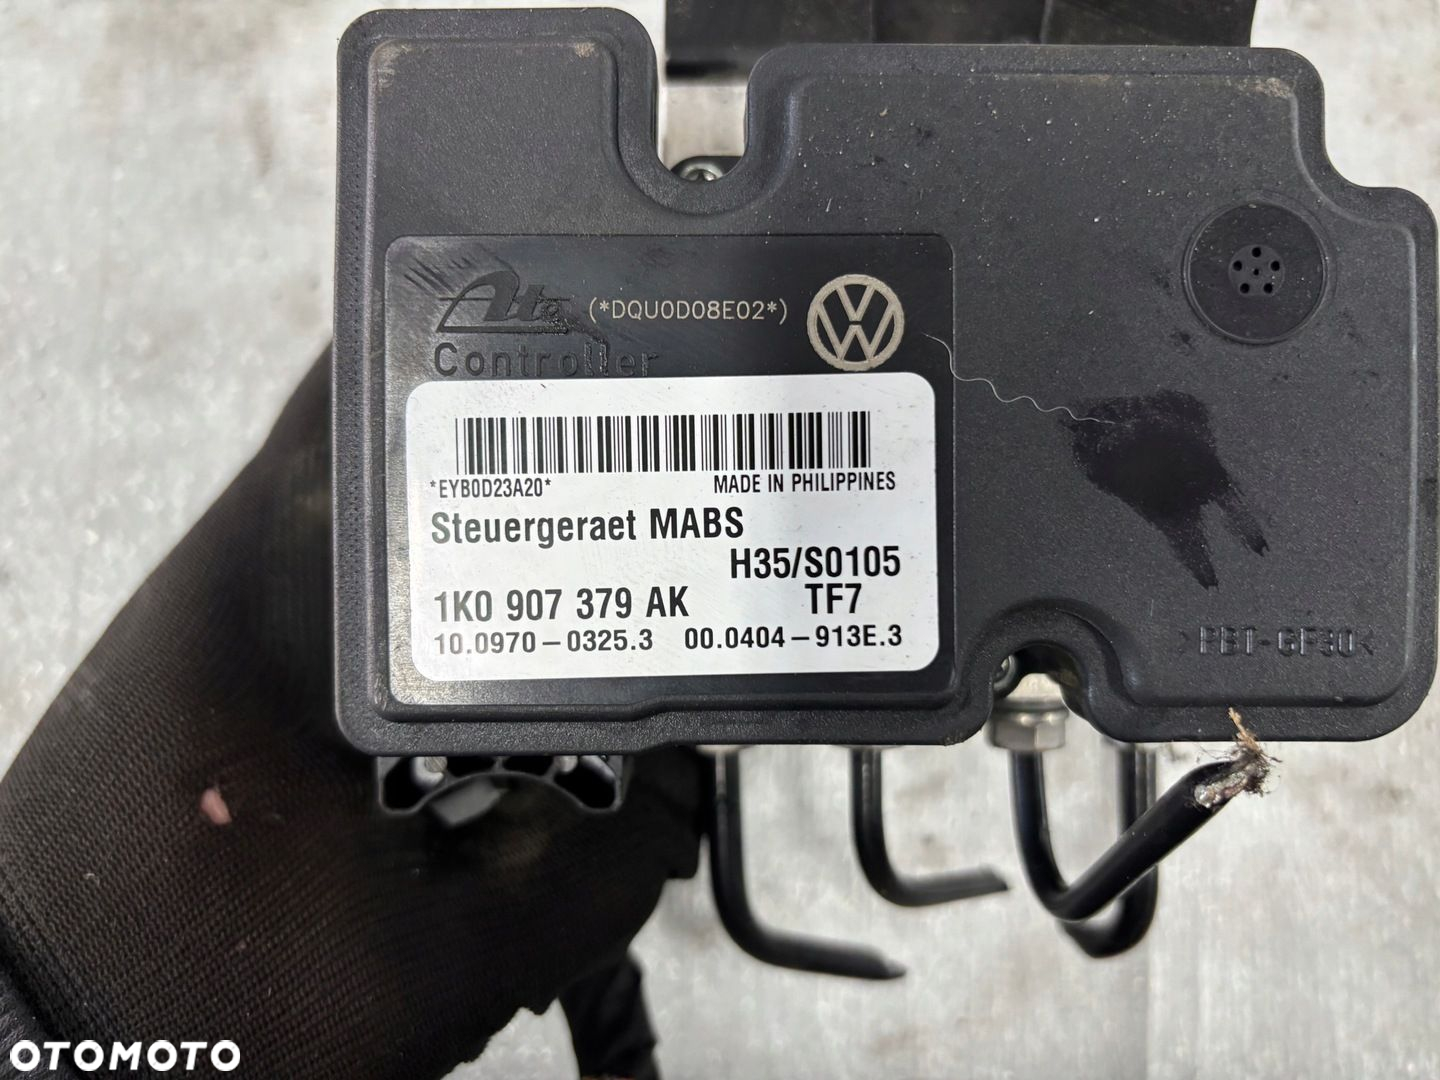 Ate (*DQU0D08E02*)
Controller
*EYB0D23A20* MADE IN PHILIPPINES
Steuergeraet MABS
H35/S0105
1K0 907 379 AK TF7
10.0970-0325.3 00.0404-913E.3
>PBT-GF30<
OTOMOTO